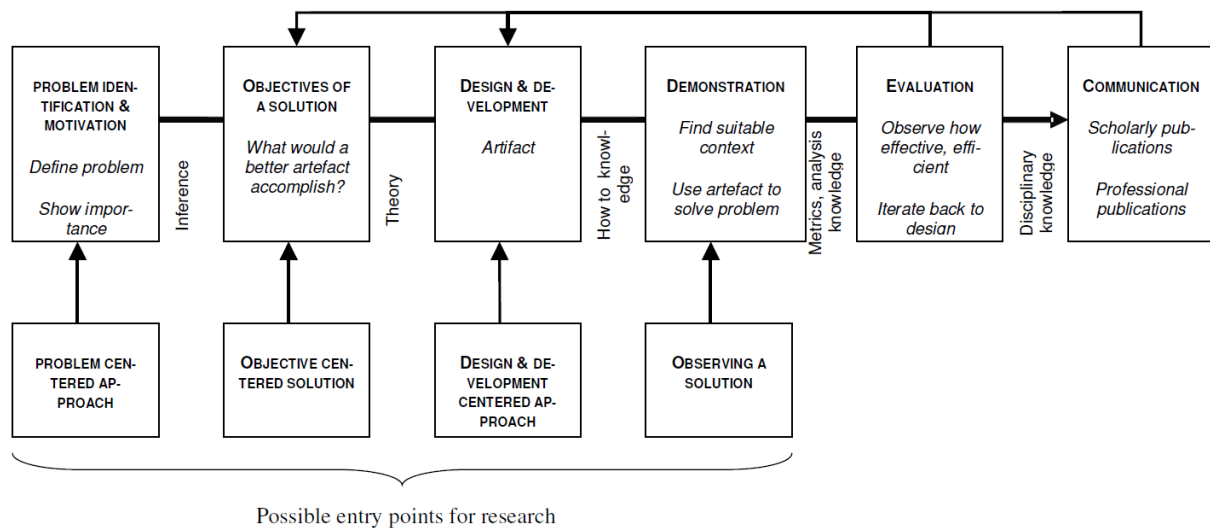 PROBLEM IDEN-
TIFICATION &
MOTIVATION
Define problem
Show impor-
tance
Inference
OBJECTIVES OF
A SOLUTION
What would a
better artefact
accomplish?
Theory
DESIGN & DE-
VELOPMENT
Artifact
How to knowl-
edge
DEMONSTRATION
Find suitable
context
Use artefact to
solve problem
Metrics, analysis
knowledge
EVALUATION
Observe how
effective, effi-
cient
Iterate back to
design
Disciplinary
knowledge
COMMUNICATION
Scholarly pub-
lications
Professional
publications
PROBLEM CEN-
TERED AP-
PROACH
OBJECTIVE CEN-
TERED SOLUTION
DESIGN & DE-
VELOPMENT
CENTERED AP-
PROACH
OBSERVING A
SOLUTION
Possible entry points for research